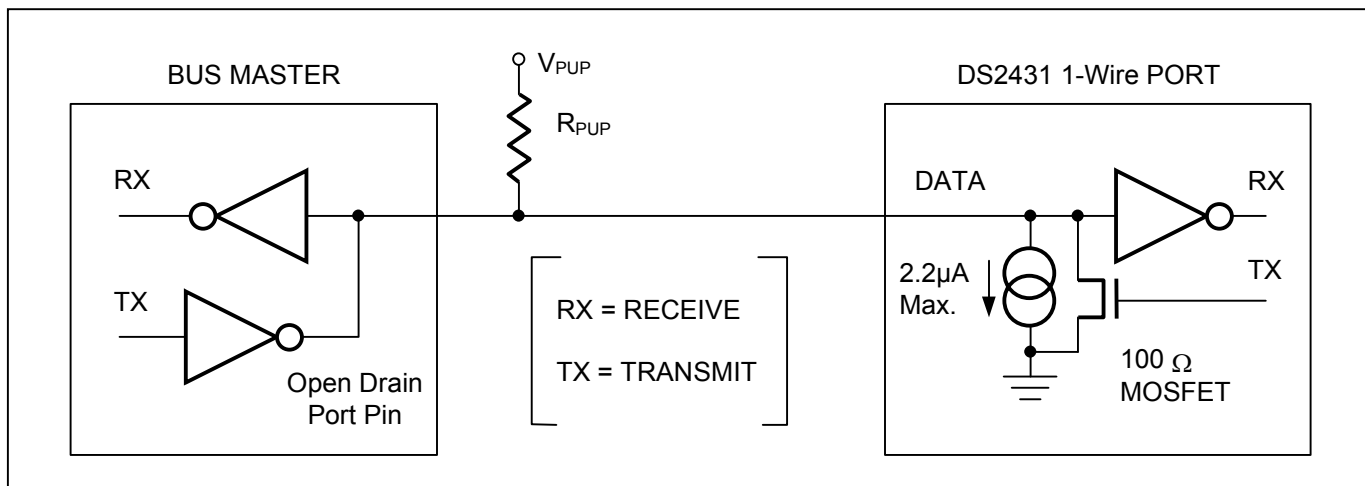 BUS MASTER
RX
TX
Open Drain
Port Pin
VPUP
RPUP
RX = RECEIVE
TX = TRANSMIT
DS2431 1-Wire PORT
DATA
RX
TX
2.2µA
Max.
100 Ω
MOSFET